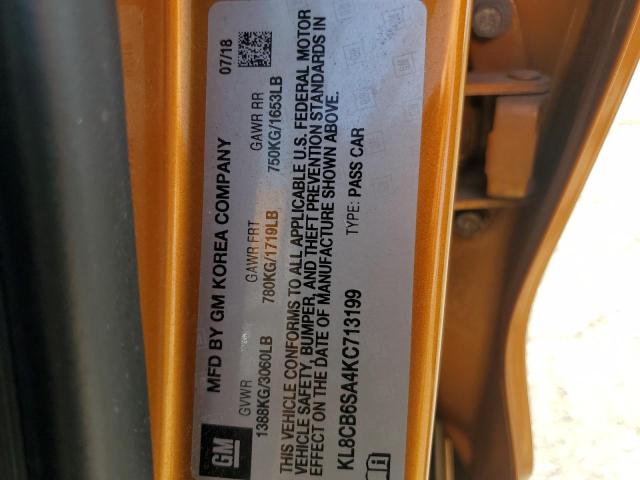 GM
MFD BY GM KOREA COMPANY 07/18
GVWR GAWR FRT GAWR RR
1388KG/3060LB 780KG/1719LB 750KG/1653LB
THIS VEHICLE CONFORMS TO ALL APPLICABLE U.S. FEDERAL MOTOR
VEHICLE SAFETY, BUMPER, AND THEFT PREVENTION STANDARDS IN
EFFECT ON THE DATE OF MANUFACTURE SHOWN ABOVE.
KL8CB6SA4KC713199 TYPE: PASS CAR